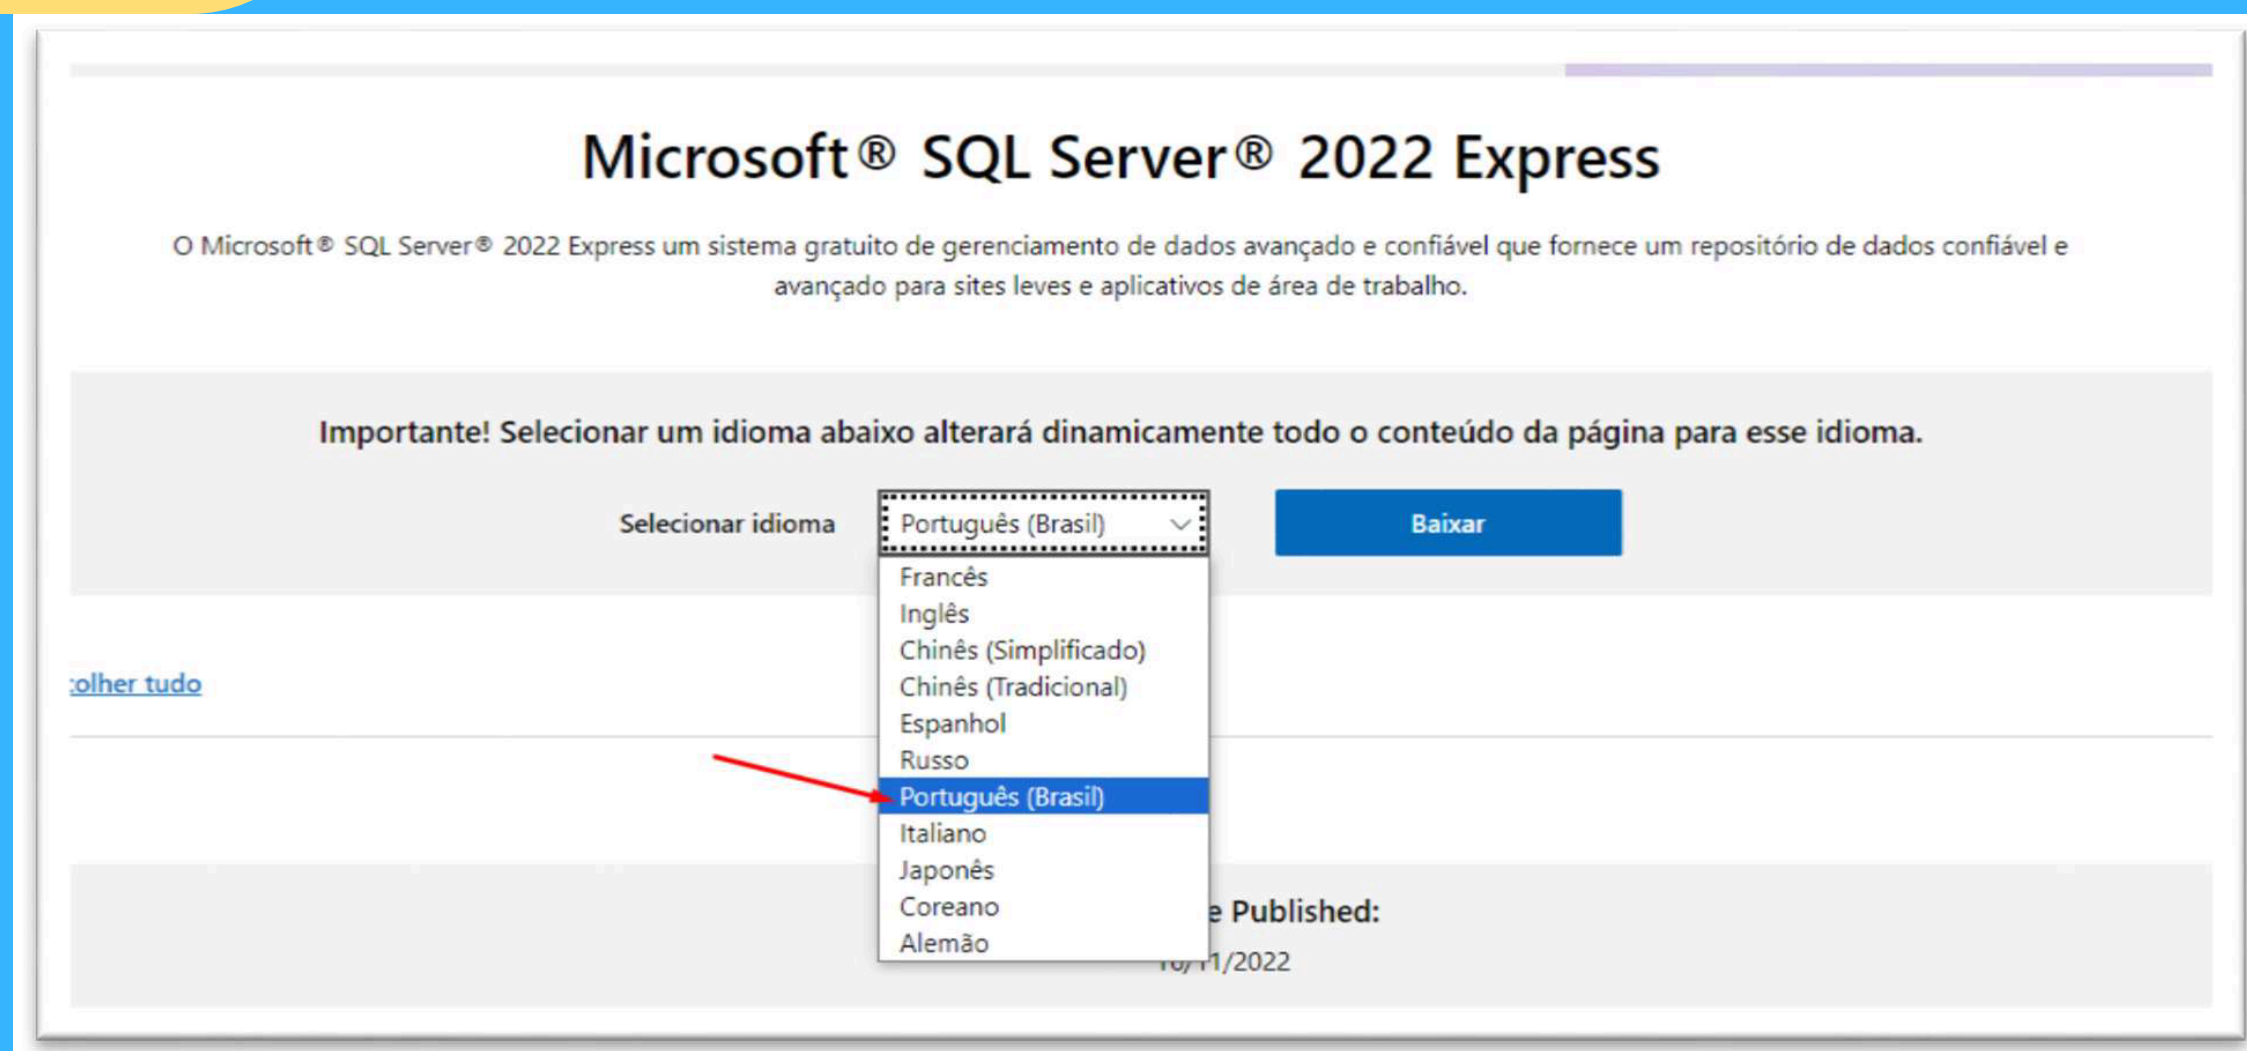 Microsoft® SQL Server® 2022 Express
O Microsoft® SQL Server® 2022 Express um sistema gratuito de gerenciamento de dados avançado e confiável que fornece um repositório de dados confiável e
avançado para sites leves e aplicativos de área de trabalho.
Importante! Selecionar um idioma abaixo alterará dinamicamente todo o conteúdo da página para esse idioma.
Selecionar idioma Português (Brasil) Baixar
Francês
Inglês
Chinês (Simplificado)
Chinês (Tradicional)
colher tudo
Espanhol
Russo
Português (Brasil)
Italiano
Japonês
Coreano
Alemão
e Published:
/11/2022